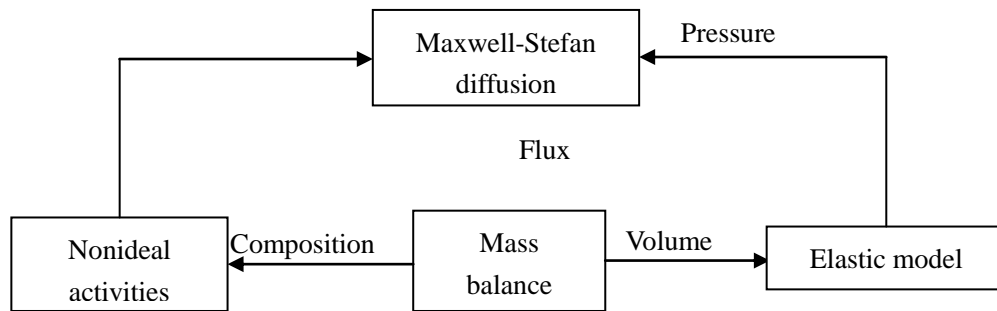 Maxwell-Stefan
diffusion
Pressure
Flux
Nonideal
activities
Composition
Mass
balance
Volume
Elastic model